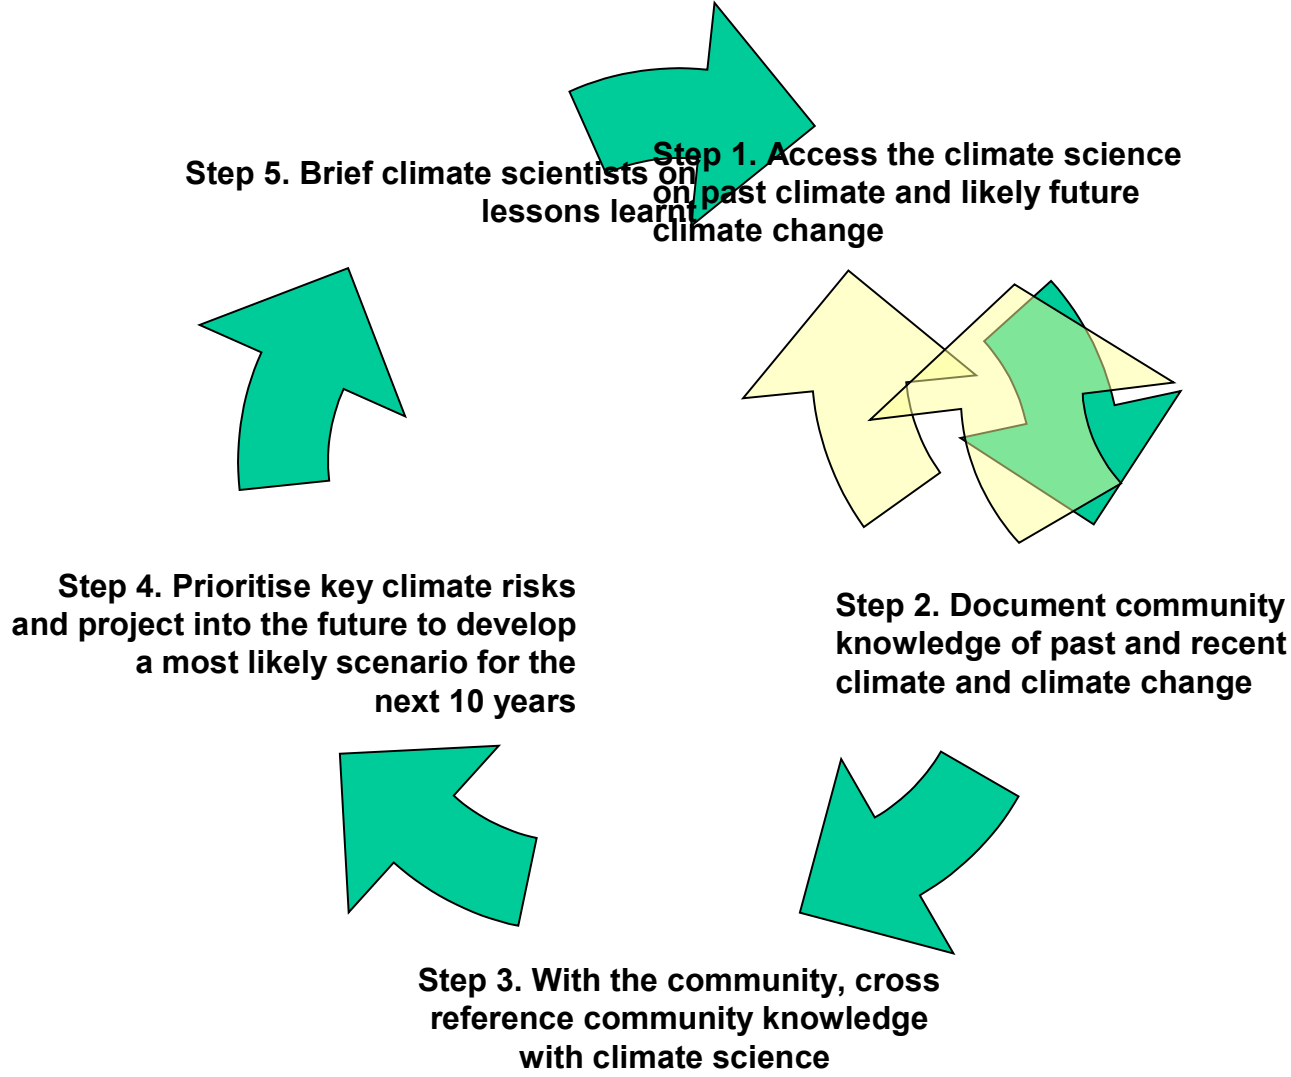 Step 1. Access the climate science
on past climate and likely future
climate change
Step 2. Document community
knowledge of past and recent
climate and climate change
Step 3. With the community, cross
reference community knowledge
with climate science
Step 4. Prioritise key climate risks
and project into the future to develop
a most likely scenario for the
next 10 years
Step 5. Brief climate scientists on
lessons learnt